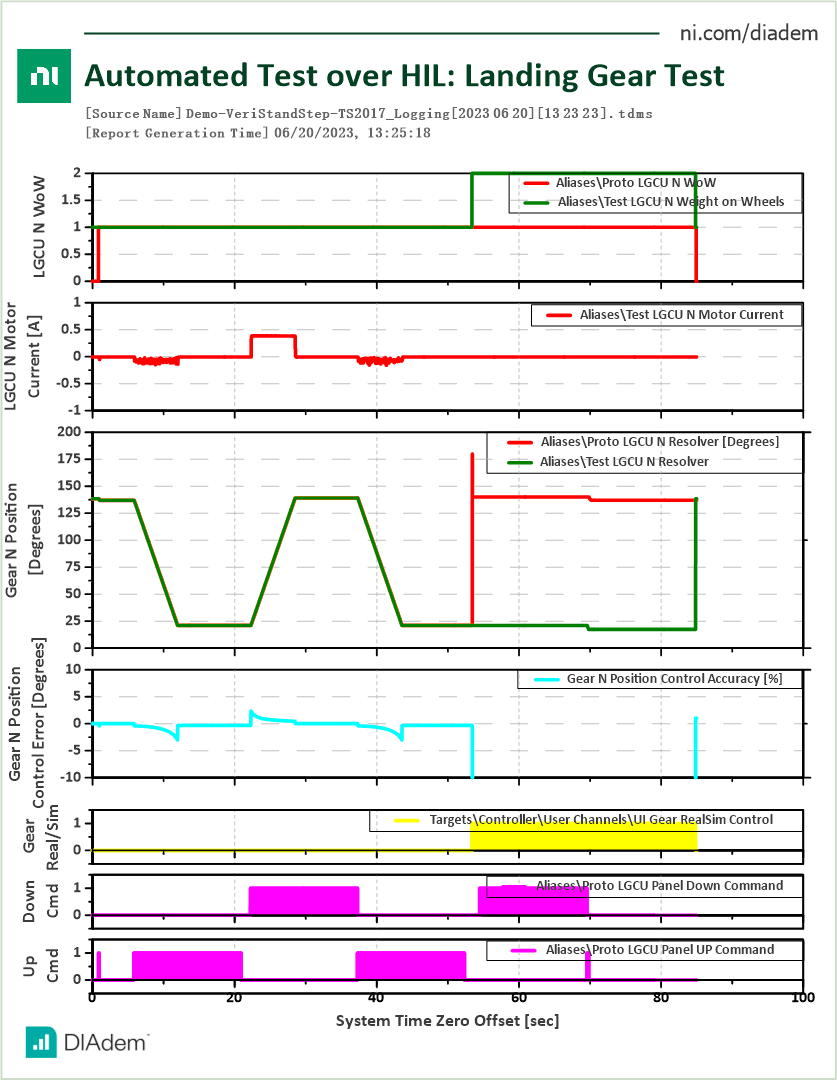 ni.com/diadem
ni
Automated Test over HIL: Landing Gear Test
[Source Name] Demo-VeriStandStep-TS2017_Logging[2023 06 20][13 23 23].tdms
[Report Generation Time] 06/20/2023, 13:25:18
LGCU N WoW
2
1.5
1
0.5
0
Aliases\Proto LGCU N WoW
Aliases\Test LGCU N Weight on Wheels
LGCU N Motor
Current [A]
1
0.5
0
-0.5
-1
Aliases\Test LGCU N Motor Current
Gear N Position
[Degrees]
200
175
150
125
100
75
50
25
0
Aliases\Proto LGCU N Resolver [Degrees]
Aliases\Test LGCU N Resolver
Gear N Position
Control Error [Degrees]
10
5
0
-5
-10
Gear N Position Control Accuracy [%]
Gear
Real/Sim
1
0
Targets\Controller\User Channels\UI Gear RealSim Control
Down
Cmd
1
0
Aliases\Proto LGCU Panel Down Command
Up
Cmd
1
0
Aliases\Proto LGCU Panel UP Command
0 20 40 60 80 100
System Time Zero Offset [sec]
DIAdem™